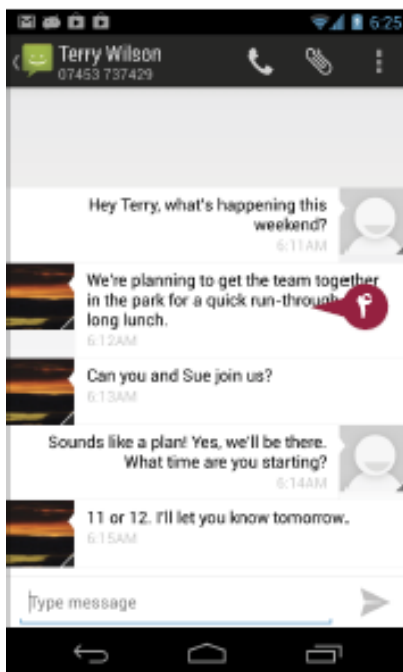 6:25
Terry Wilson
07453 737429
Hey Terry, what's happening this
weekend?
6:11AM
We're planning to get the team together
in the park for a quick run-through
long lunch.
6:12AM
۴
Can you and Sue join us?
6:13AM
Sounds like a plan! Yes, we'll be there.
What time are you starting?
6:14AM
11 or 12. I'll let you know tomorrow.
6:15AM
Type message